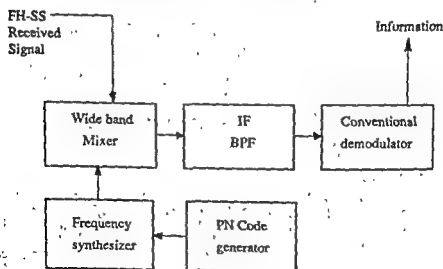 FH-SS
Received
Signal
Information
Wide band
Mixer
IF
BPF
Conventional
demodulator
Frequency
synthesizer
PN Code
generator